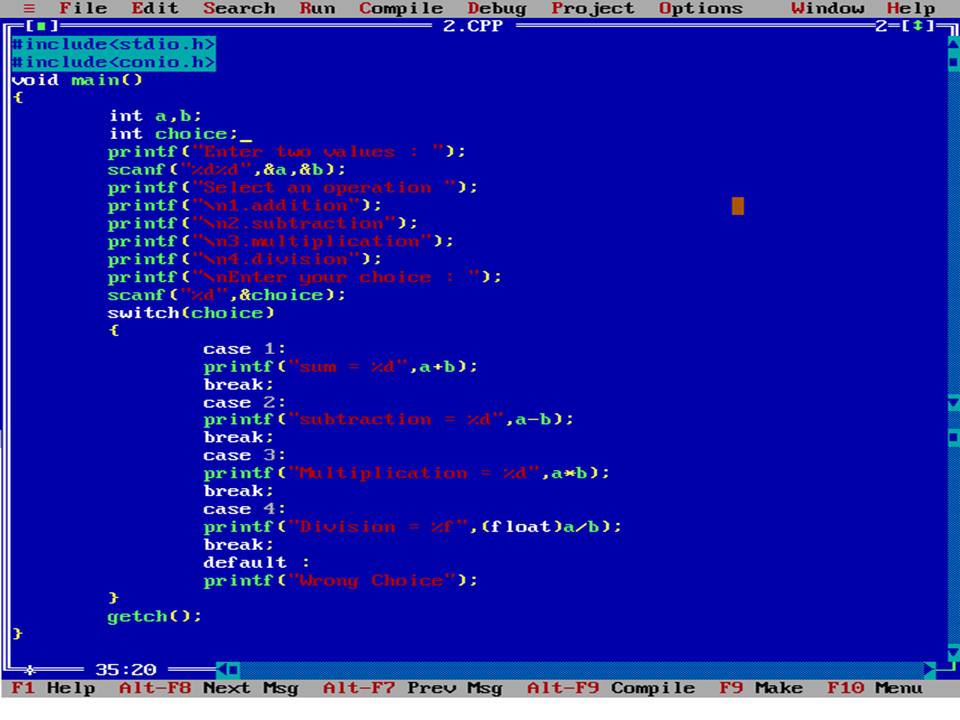 ≡ File Edit Search Run Compile Debug Project Options Window Help
[■] 2.CPP 2=[↕]
#include<stdio.h>
#include<conio.h>
void main()
{
int a,b;
int choice;_
printf("Enter two values : ");
scanf("%d%d",&a,&b);
printf("Select an operation ");
printf("\n1.addition");
printf("\n2.subtraction");
printf("\n3.multiplication");
printf("\n4.division");
printf("\nEnter your choice : ");
scanf("%d",&choice);
switch(choice)
{
case 1:
printf("sum = %d",a+b);
break;
case 2:
printf("subtraction = %d",a-b);
break;
case 3:
printf("Multiplication = %d",a*b);
break;
case 4:
printf("Division = %f",(float)a/b);
break;
default :
printf("Wrong Choice");
}
getch();
}
* 35:20
F1 Help Alt-F8 Next Msg Alt-F7 Prev Msg Alt-F9 Compile F9 Make F10 Menu